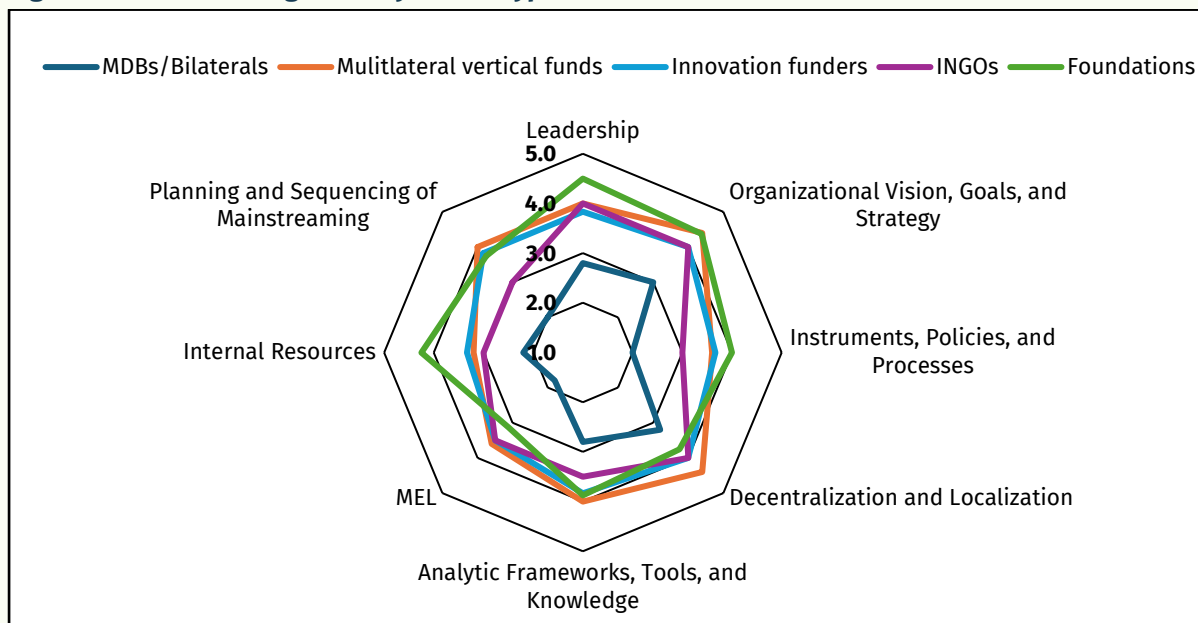 MDBs/Bilaterals Mulitlateral vertical funds Innovation funders INGOs Foundations
Leadership
5.0
Planning and Sequencing of
Mainstreaming
Organizational Vision, Goals, and
Strategy
4.0
3.0
2.0
Internal Resources
1.0
Instruments, Policies, and
Processes
MEL
Decentralization and Localization
Analytic Frameworks, Tools, and
Knowledge